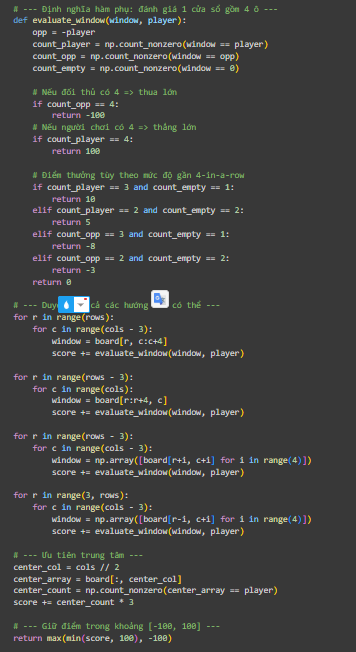 # --- Định nghĩa hàm phụ: đánh giá 1 cửa sổ gồm 4 ô ---
def evaluate_window(window, player):
    opp = -player
    count_player = np.count_nonzero(window == player)
    count_opp = np.count_nonzero(window == opp)
    count_empty = np.count_nonzero(window == 0)

    # Nếu đối thủ có 4 => thua lớn
    if count_opp == 4:
        return -100
    # Nếu người chơi có 4 => thắng lớn
    if count_player == 4:
        return 100

    # Điểm thưởng tùy theo mức độ gần 4-in-a-row
    if count_player == 3 and count_empty == 1:
        return 10
    elif count_player == 2 and count_empty == 2:
        return 5
    elif count_opp == 3 and count_empty == 1:
        return -8
    elif count_opp == 2 and count_empty == 2:
        return -3
    return 0

# --- Duy cả các hướng có thể ---
for r in range(rows):
    for c in range(cols - 3):
        window = board[r, c:c+4]
        score += evaluate_window(window, player)

for r in range(rows - 3):
    for c in range(cols):
        window = board[r:r+4, c]
        score += evaluate_window(window, player)

for r in range(rows - 3):
    for c in range(cols - 3):
        window = np.array([board[r+i, c+i] for i in range(4)])
        score += evaluate_window(window, player)

for r in range(3, rows):
    for c in range(cols - 3):
        window = np.array([board[r-i, c+i] for i in range(4)])
        score += evaluate_window(window, player)

# --- Ưu tiên trung tâm ---
center_col = cols // 2
center_array = board[:, center_col]
center_count = np.count_nonzero(center_array == player)
score += center_count * 3

# --- Giữ điểm trong khoảng [-100, 100] ---
return max(min(score, 100), -100)